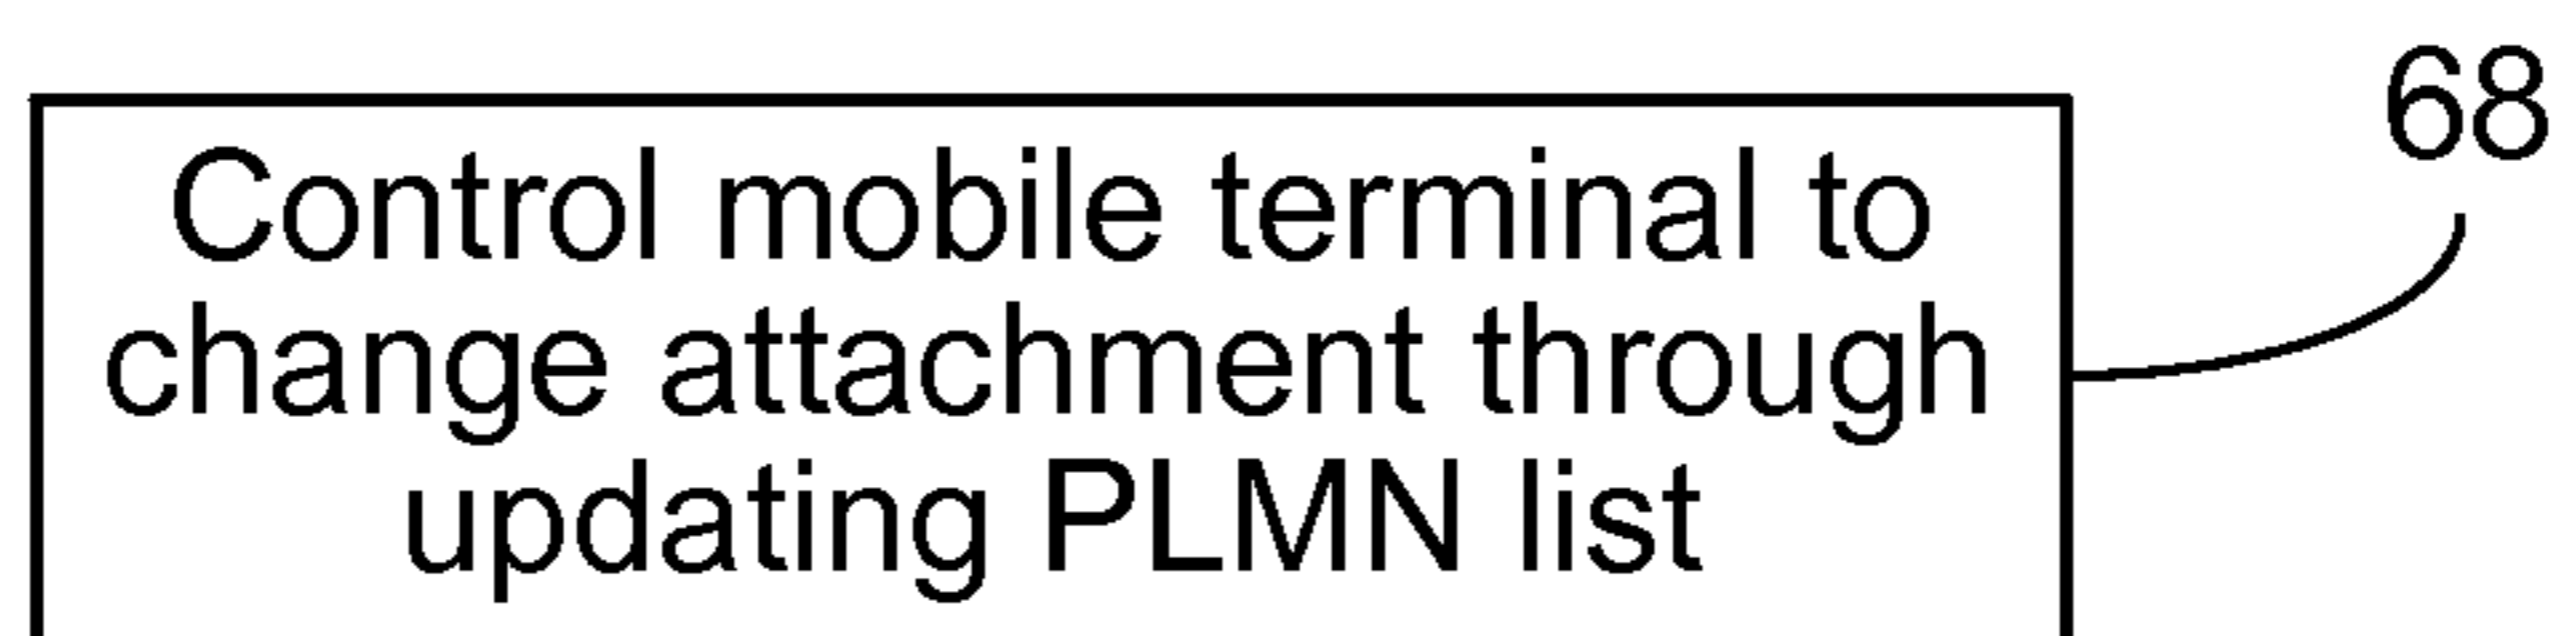 68
Control mobile terminal to
change attachment through
updating PLMN list